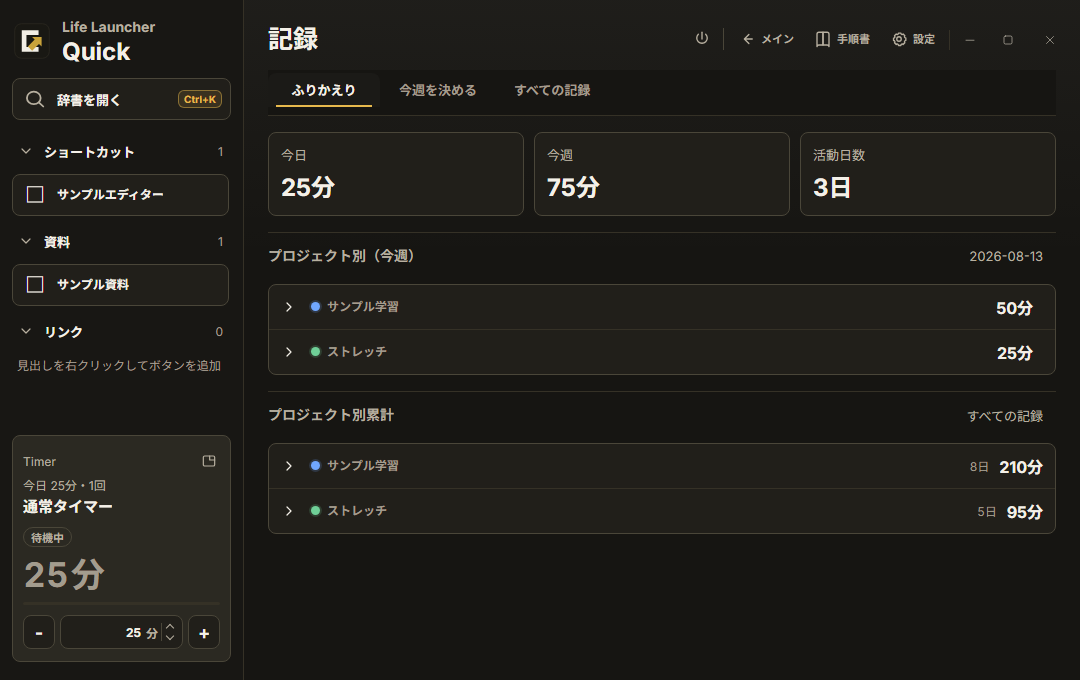 Life Launcher
Quick
辞書を開く Ctrl+K
ショートカット 1
サンプルエディター
資料 1
サンプル資料
リンク 0
見出しを右クリックしてボタンを追加
Timer
今日 25分・1回
通常タイマー
待機中
25分
- 25 分 +
記録
メイン 手順書 設定
ふりかえり 今週を決める すべての記録
今日
25分
今週
75分
活動日数
3日
プロジェクト別（今週） 2026-08-13
サンプル学習 50分
ストレッチ 25分
プロジェクト別累計 すべての記録
サンプル学習 8日 210分
ストレッチ 5日 95分